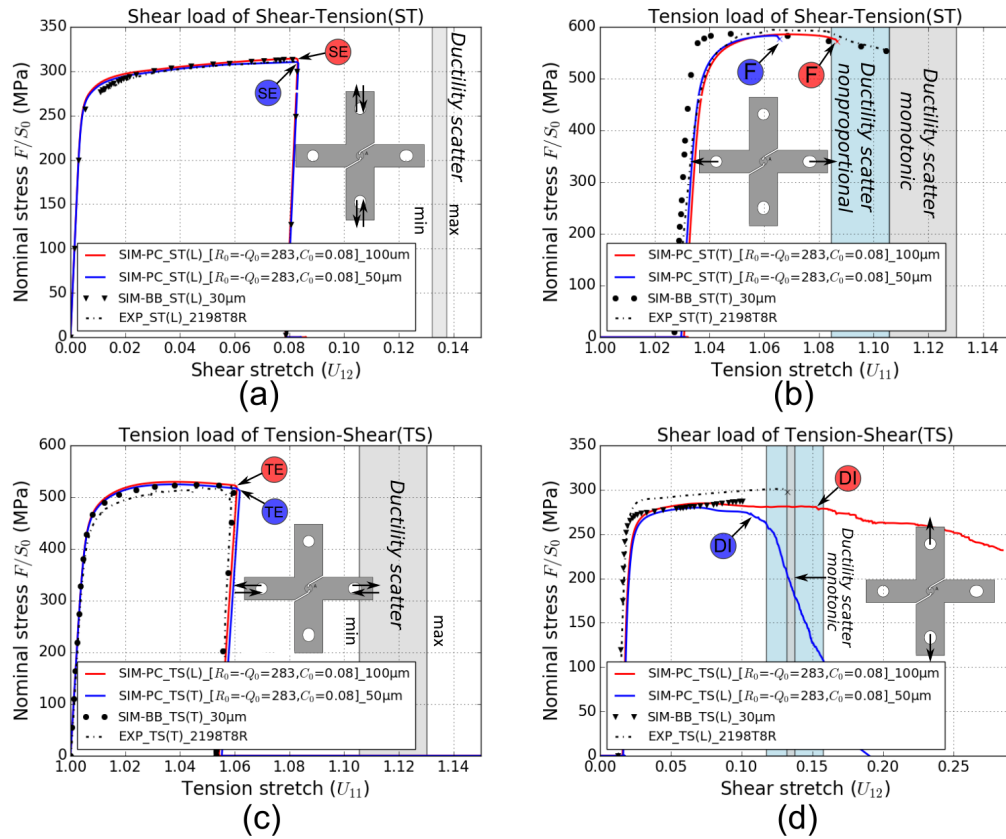 Shear load of Shear-Tension(ST)
Nominal stress F/S₀ (MPa)
350
300
250
200
150
100
50
0
SE
SE
Ductility scatter
min
max
SIM-PC_ST(L)_[R₀=-Q₀=283,C₀=0.08]_100um
SIM-PC_ST(L)_[R₀=-Q₀=283,C₀=0.08]_50μm
SIM-BB_ST(L)_30μm
EXP_ST(L)_2198T8R
0.00 0.02 0.04 0.06 0.08 0.10 0.12 0.14
Shear stretch (U₁₂)
(a)
Tension load of Shear-Tension(ST)
Nominal stress F/S₀ (MPa)
600
500
400
300
200
100
0
F
F
Ductility scatter
nonproportional
Ductility scatter
monotonic
SIM-PC_ST(T)_[R₀=-Q₀=283,C₀=0.08]_100um
SIM-PC_ST(T)_[R₀=-Q₀=283,C₀=0.08]_50μm
SIM-BB_ST(T)_30μm
EXP_ST(T)_2198T8R
1.00 1.02 1.04 1.06 1.08 1.10 1.12 1.14
Tension stretch (U₁₁)
(b)
Tension load of Tension-Shear(TS)
Nominal stress F/S₀ (MPa)
600
500
400
300
200
100
0
TE
TE
Ductility scatter
min
max
SIM-PC_TS(L)_[R₀=-Q₀=283,C₀=0.08]_100μm
SIM-PC_TS(T)_[R₀=-Q₀=283,C₀=0.08]_50μm
SIM-BB_TS(T)_30μm
EXP_TS(T)_2198T8R
1.00 1.02 1.04 1.06 1.08 1.10 1.12 1.14
Tension stretch (U₁₁)
(c)
Shear load of Tension-Shear(TS)
Nominal stress F/S₀ (MPa)
350
300
250
200
150
100
50
0
DI
DI
Ductility scatter
monotonic
SIM-PC_TS(L)_[R₀=-Q₀=283,C₀=0.08]_100μm
SIM-PC_TS(L)_[R₀=-Q₀=283,C₀=0.08]_50μm
SIM-BB_TS(L)_30μm
EXP_TS(L)_2198T8R
0.00 0.05 0.10 0.15 0.20 0.25
Shear stretch (U₁₂)
(d)